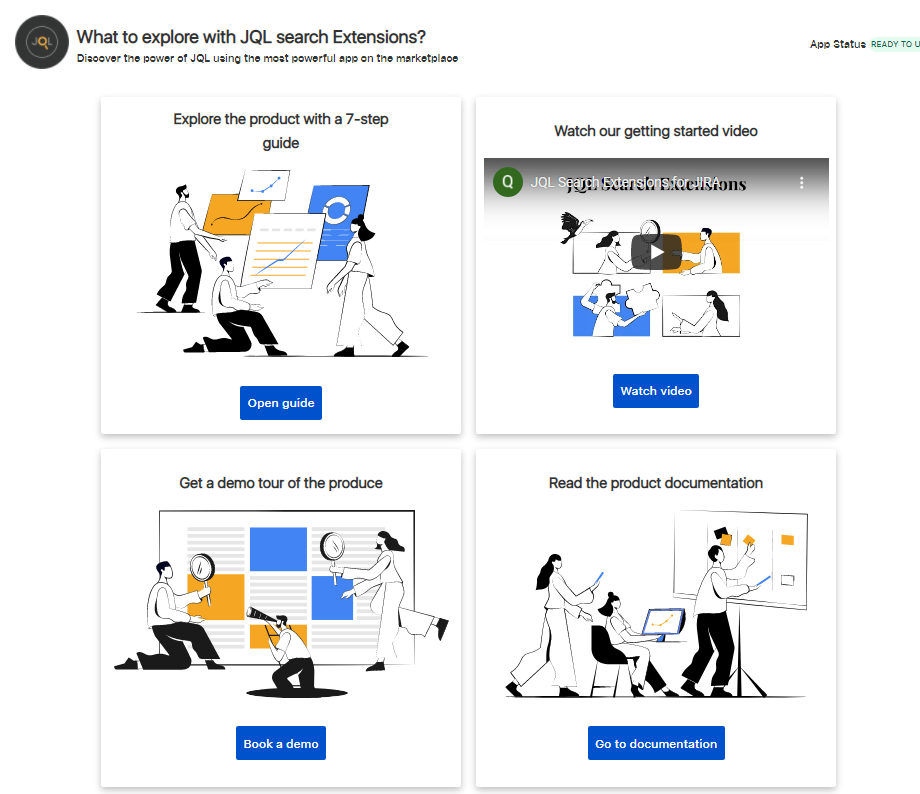 JQL
What to explore with JQL search Extensions?
Discover the power of JQL using the most powerful app on the marketplace
App Status READY TO U
Explore the product with a 7-step
guide
Open guide
Watch our getting started video
Q
JQL Search Extensions for JIRA
JQL Search Extensions
Watch video
Get a demo tour of the produce
Book a demo
Read the product documentation
Go to documentation